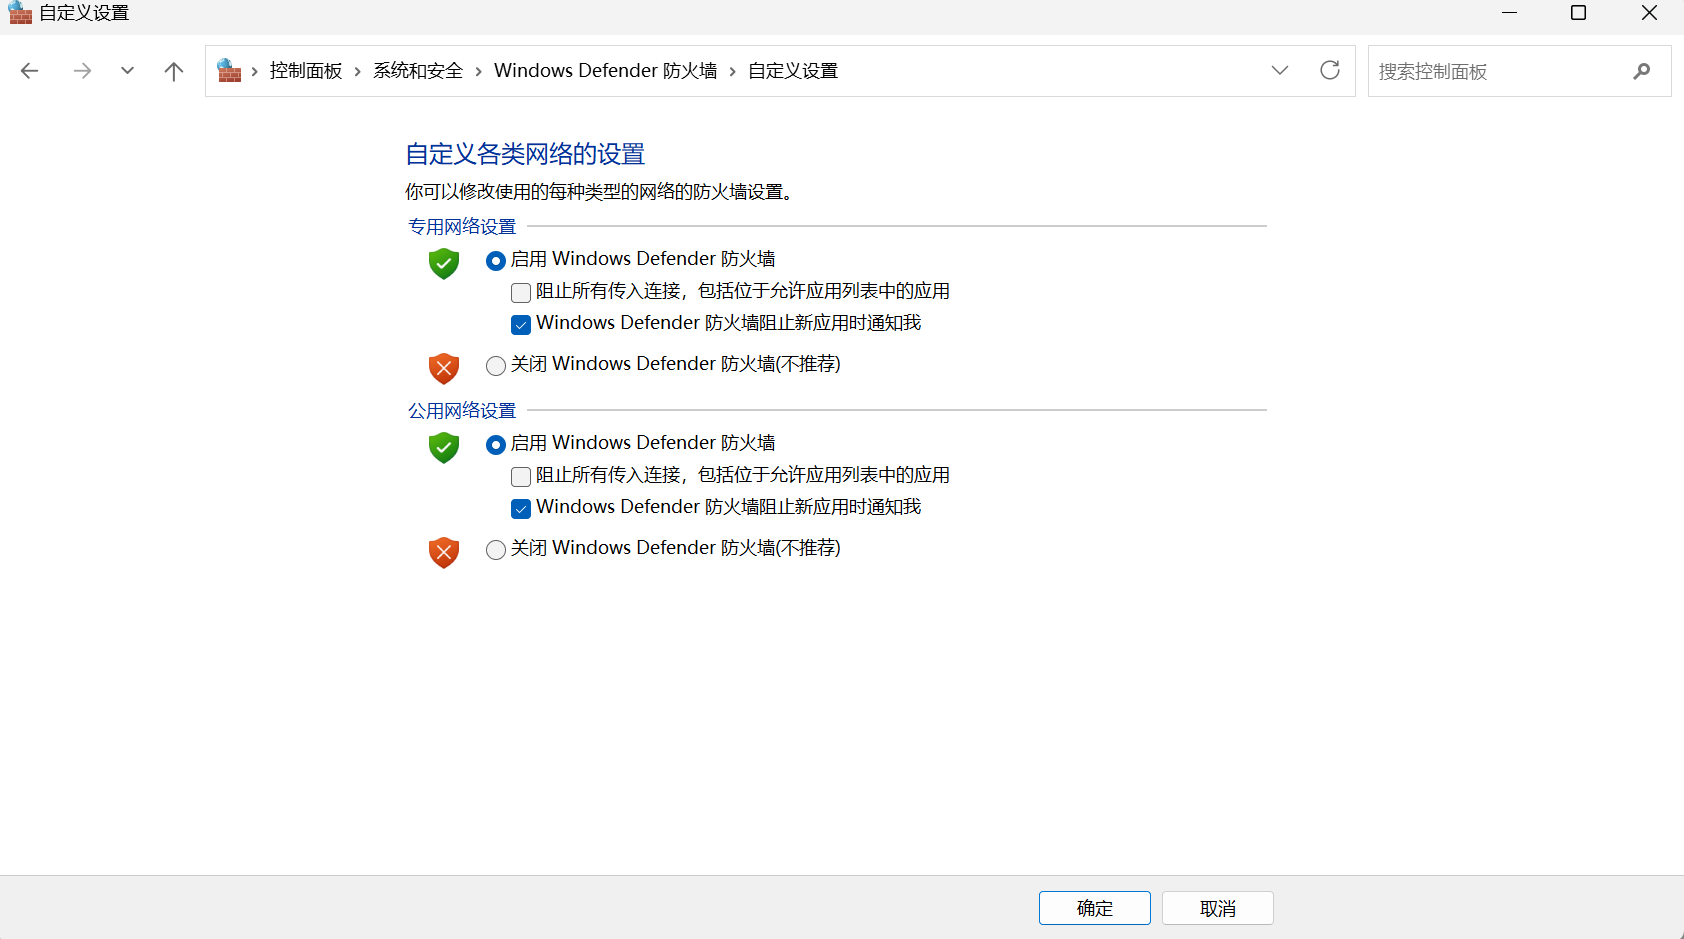 自定义设置
控制面板 › 系统和安全 › Windows Defender 防火墙 › 自定义设置
搜索控制面板
自定义各类网络的设置
你可以修改使用的每种类型的网络的防火墙设置。
专用网络设置
启用 Windows Defender 防火墙
阻止所有传入连接，包括位于允许应用列表中的应用
Windows Defender 防火墙阻止新应用时通知我
关闭 Windows Defender 防火墙(不推荐)
公用网络设置
启用 Windows Defender 防火墙
阻止所有传入连接，包括位于允许应用列表中的应用
Windows Defender 防火墙阻止新应用时通知我
关闭 Windows Defender 防火墙(不推荐)
确定
取消